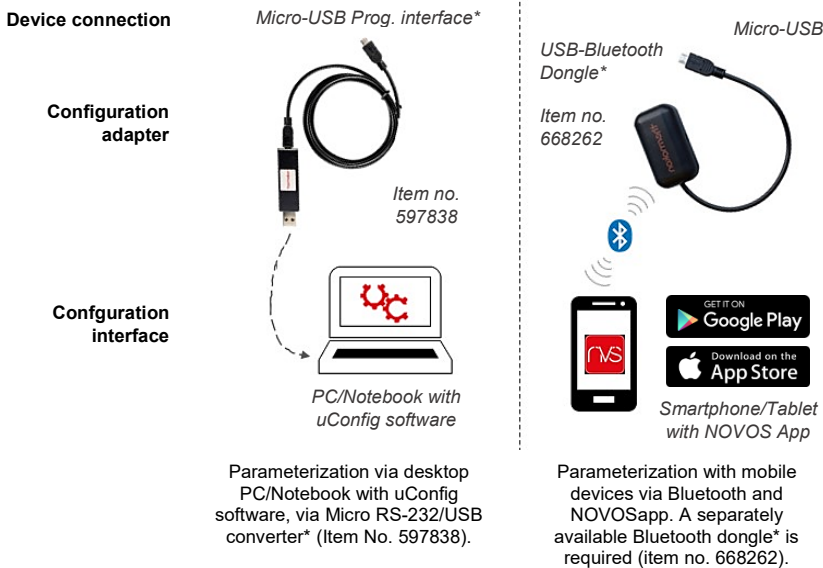 Device connection
Micro-USB Prog. interface*
Configuration
adapter
Item no.
597838
Confguration
interface
PC/Notebook with
uConfig software
Parameterization via desktop
PC/Notebook with uConfig
software, via Micro RS-232/USB
converter* (Item No. 597838).
Micro-USB
USB-Bluetooth
Dongle*
Item no.
668262
GET IT ON
Google Play
Download on the
App Store
Smartphone/Tablet
with NOVOS App
Parameterization with mobile
devices via Bluetooth and
NOVOSapp. A separately
available Bluetooth dongle* is
required (item no. 668262).